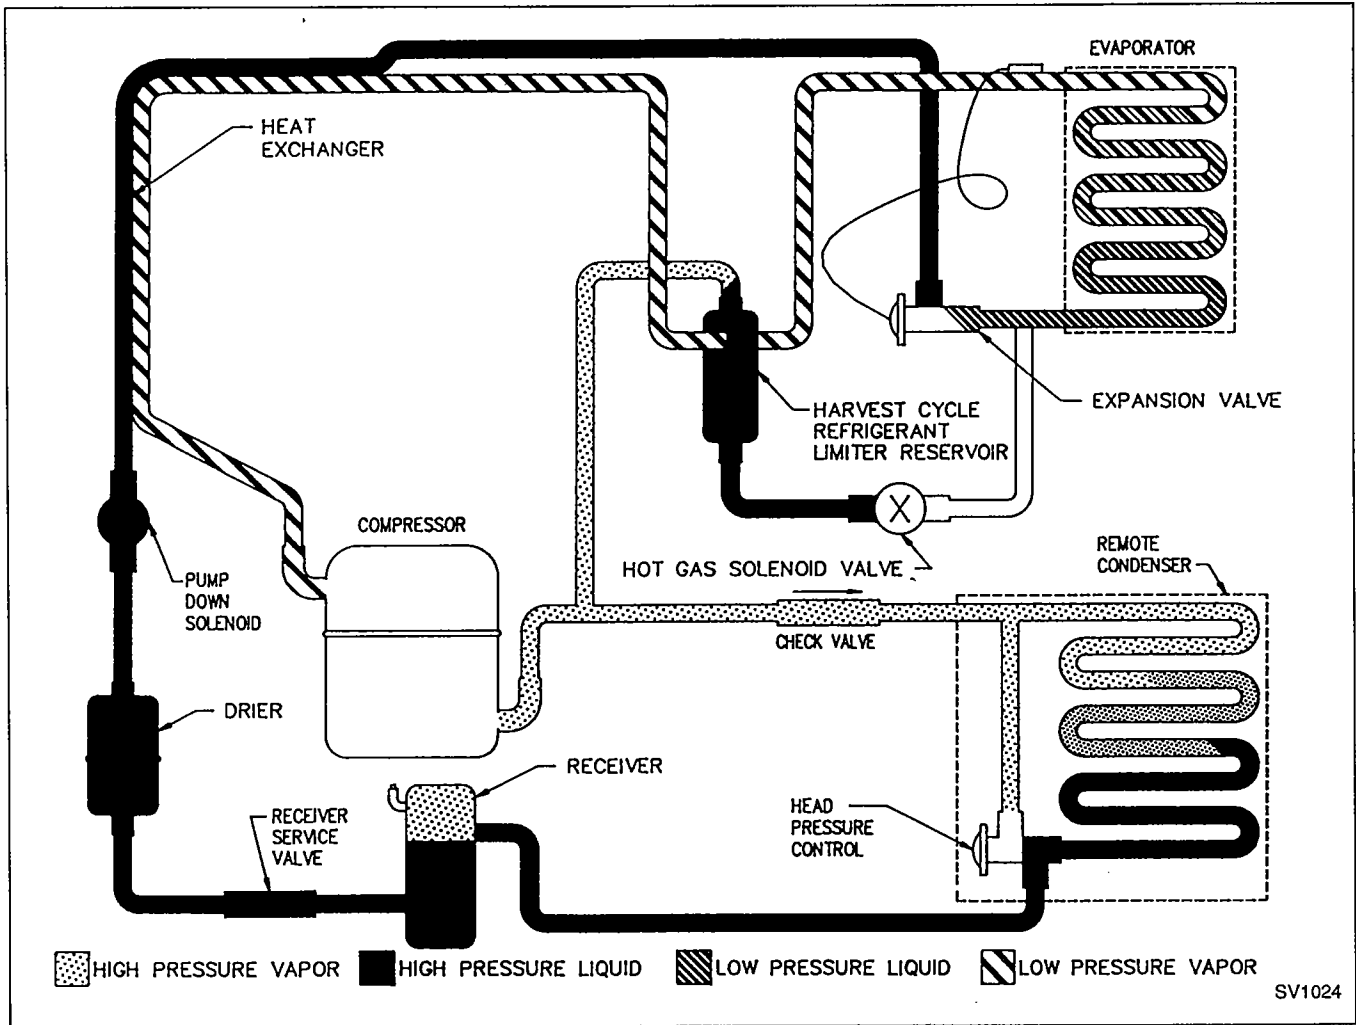 EVAPORATOR
HEAT
EXCHANGER
EXPANSION VALVE
HARVEST CYCLE
REFRIGERANT
LIMITER RESERVOIR
COMPRESSOR
HOT GAS SOLENOID VALVE
REMOTE
CONDENSER
PUMP
DOWN
SOLENOID
CHECK VALVE
DRIER
RECEIVER
RECEIVER
SERVICE
VALVE
HEAD
PRESSURE
CONTROL
HIGH PRESSURE VAPOR
HIGH PRESSURE LIQUID
LOW PRESSURE LIQUID
LOW PRESSURE VAPOR
SV1024